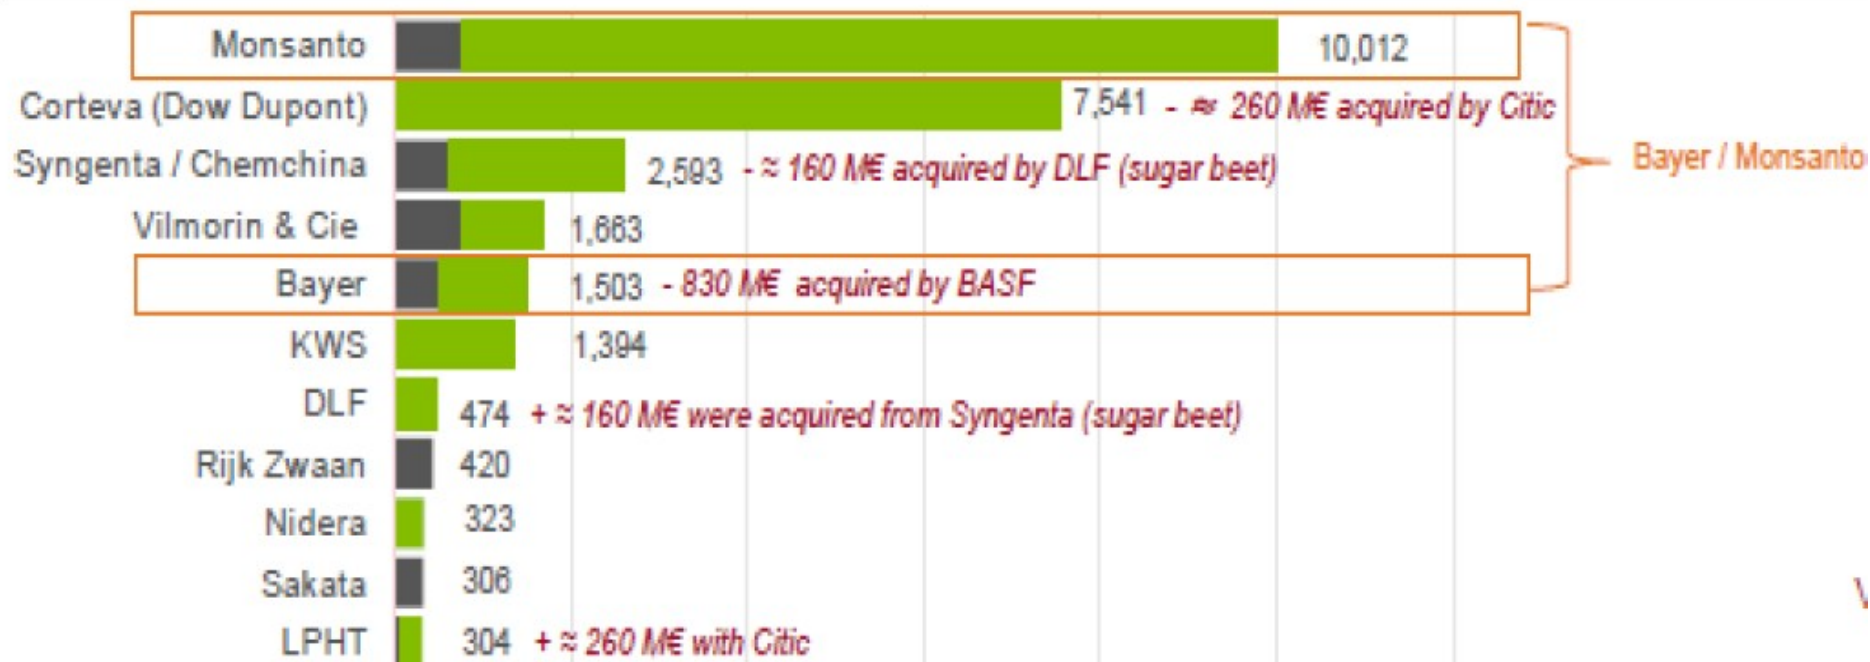 Monsanto 10,012
Corteva (Dow Dupont) 7,541 - ≈ 260 M€ acquired by Citic
Syngenta / Chemchina 2,593 - ≈ 160 M€ acquired by DLF (sugar beet)
Bayer / Monsanto
Vilmorin & Cie 1,663
Bayer 1,503 - 830 M€ acquired by BASF
KWS 1,394
DLF 474 + ≈ 160 M€ were acquired from Syngenta (sugar beet)
Rijk Zwaan 420
Nidera 323
Sakata 306
LPHT 304 + ≈ 260 M€ with Citic